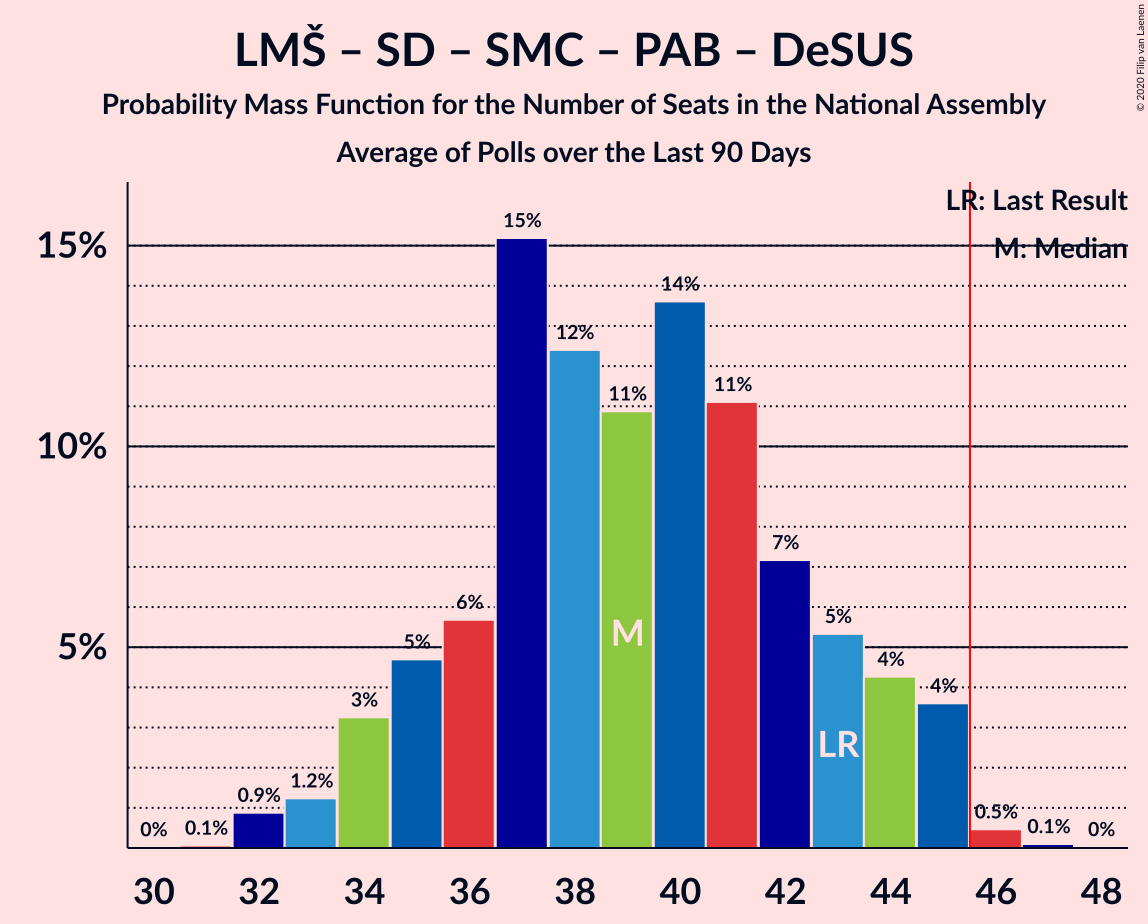 LMŠ – SD – SMC – PAB – DeSUS
Probability Mass Function for the Number of Seats in the National Assembly
Average of Polls over the Last 90 Days
© 2020 Filip van Laenen
LR: Last Result
M: Median
15%
10%
5%
0%
0.1%
0.9%
1.2%
3%
5%
6%
15%
12%
11%
14%
11%
7%
5%
4%
4%
0.5%
0.1%
0%
M
LR
30 32 34 36 38 40 42 44 46 48